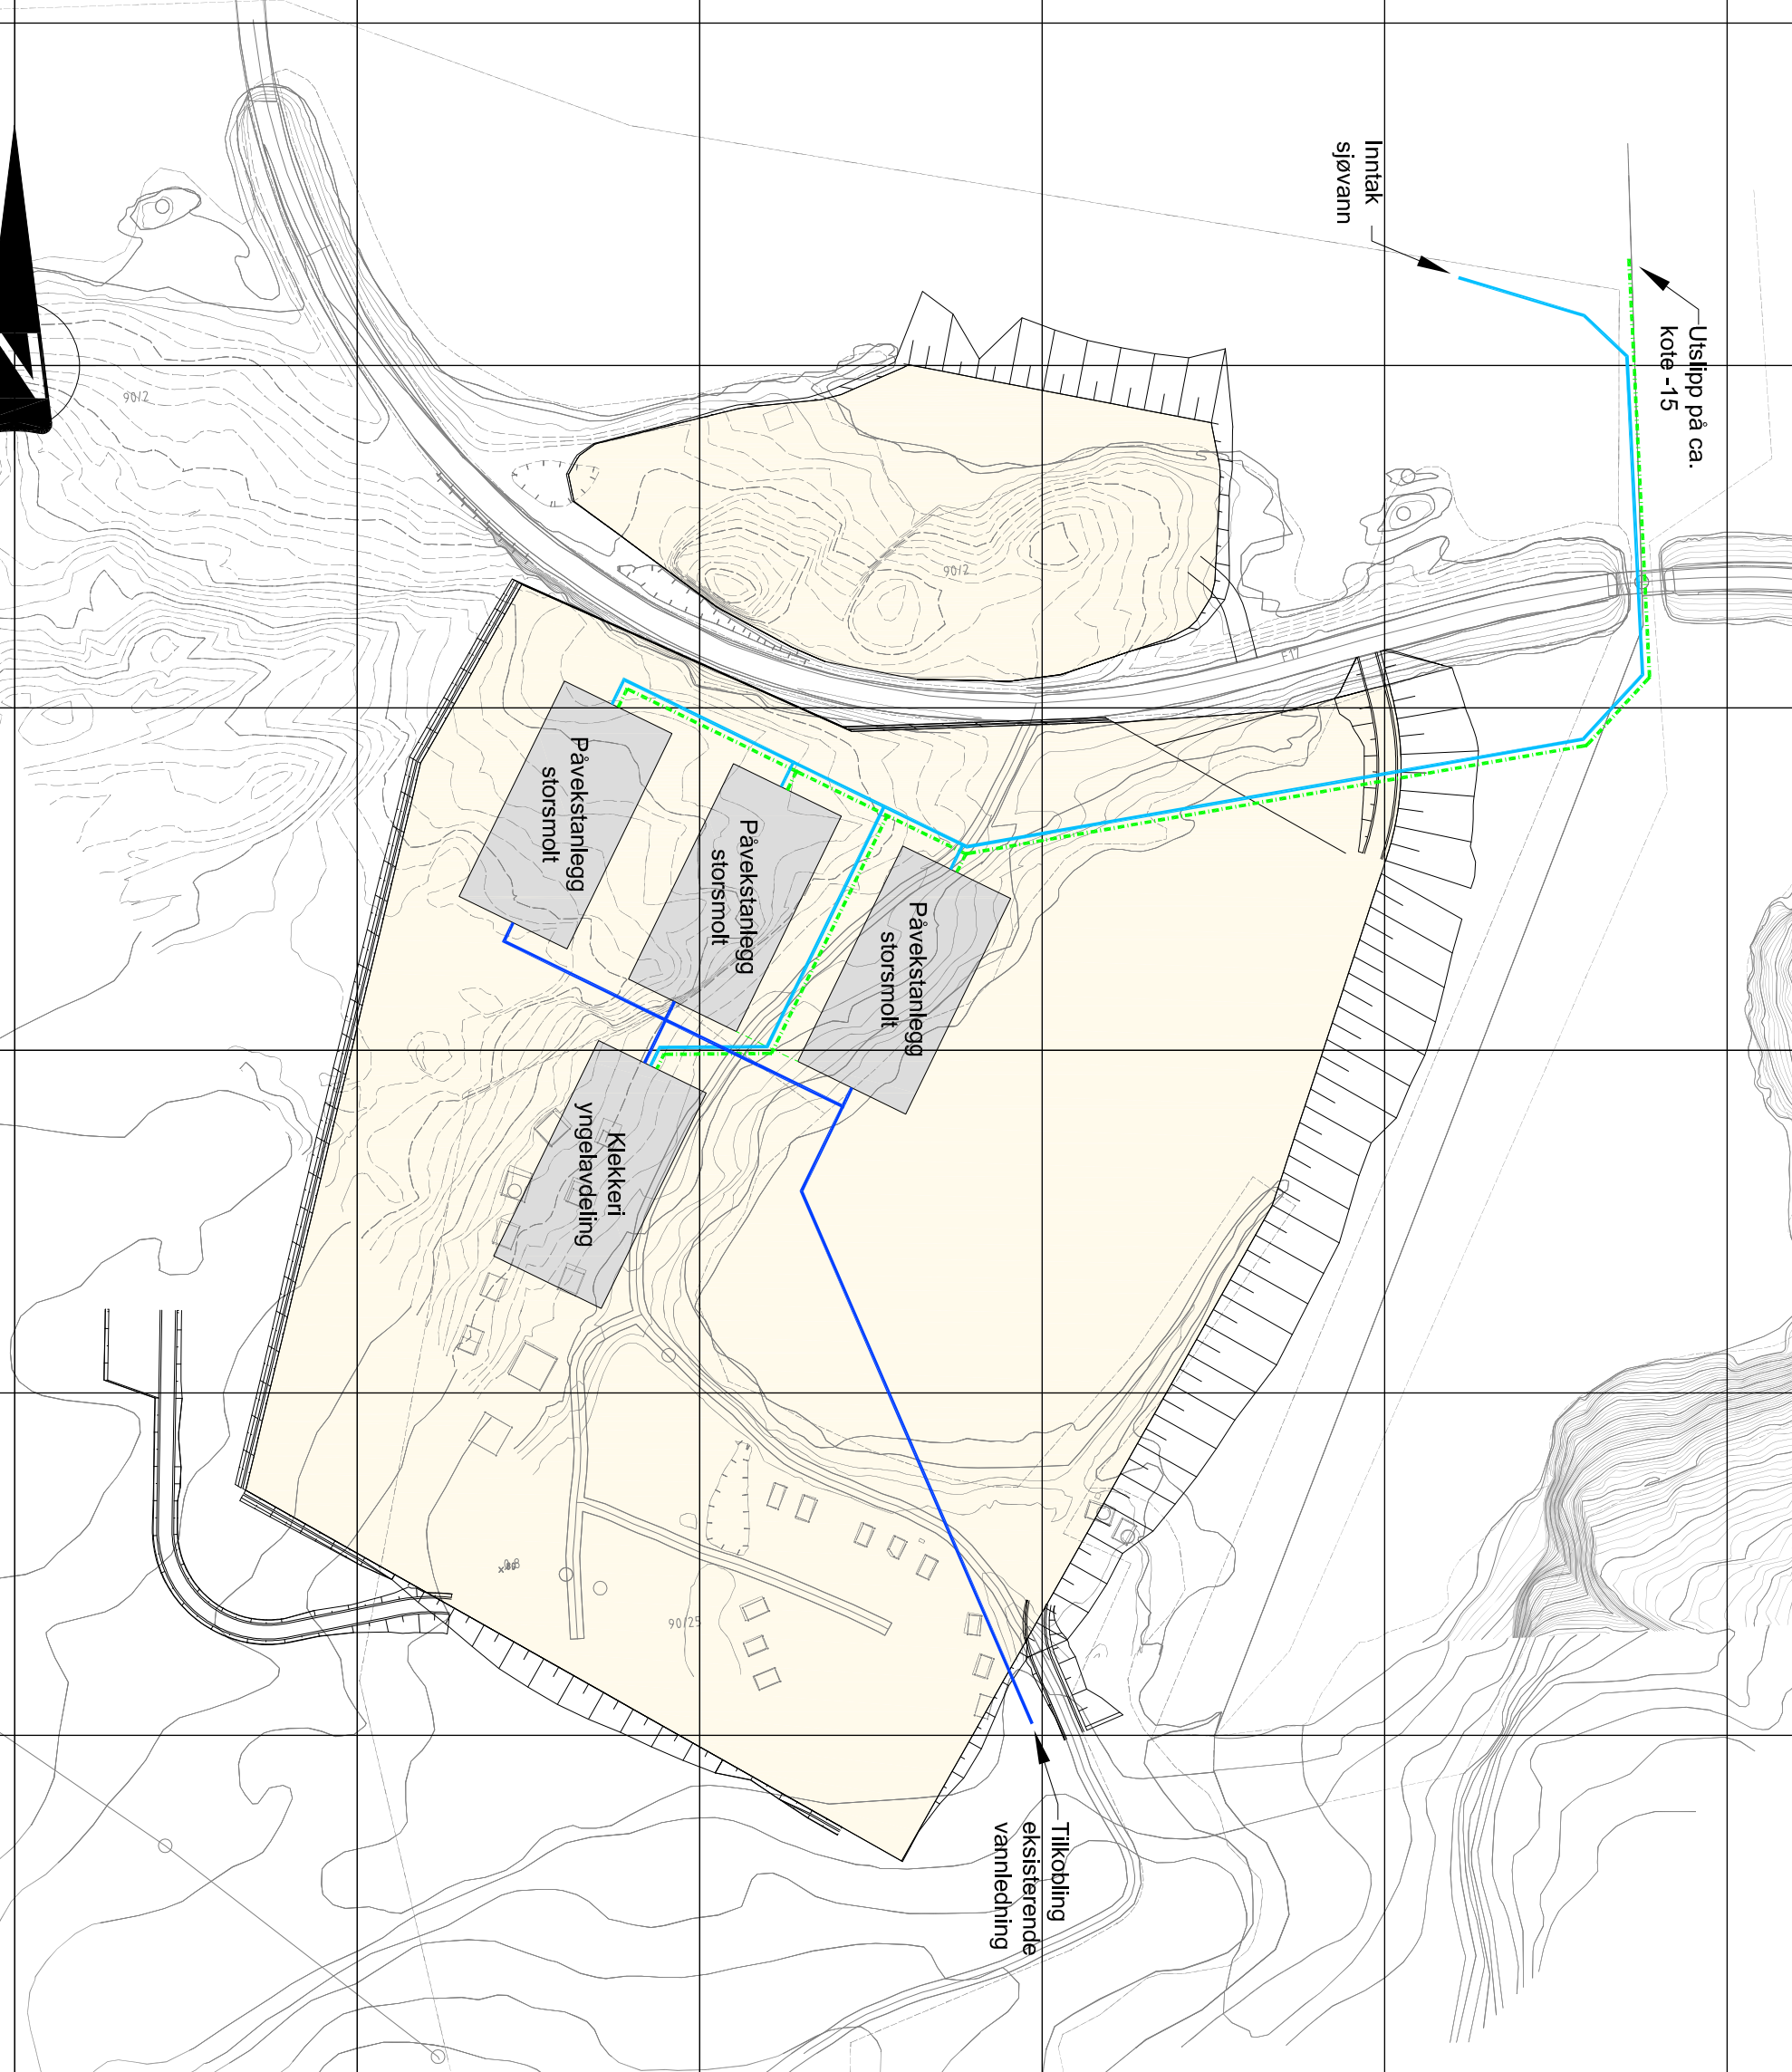 Inntak
sjøvann
Utslipp på ca.
kote -15
90/2
90/2
Påvekstanlegg
storsmolt
Påvekstanlegg
storsmolt
Påvekstanlegg
storsmolt
Klekkeri
yngelavdeling
90/25
Tilkobling
eksisterende
vannledning